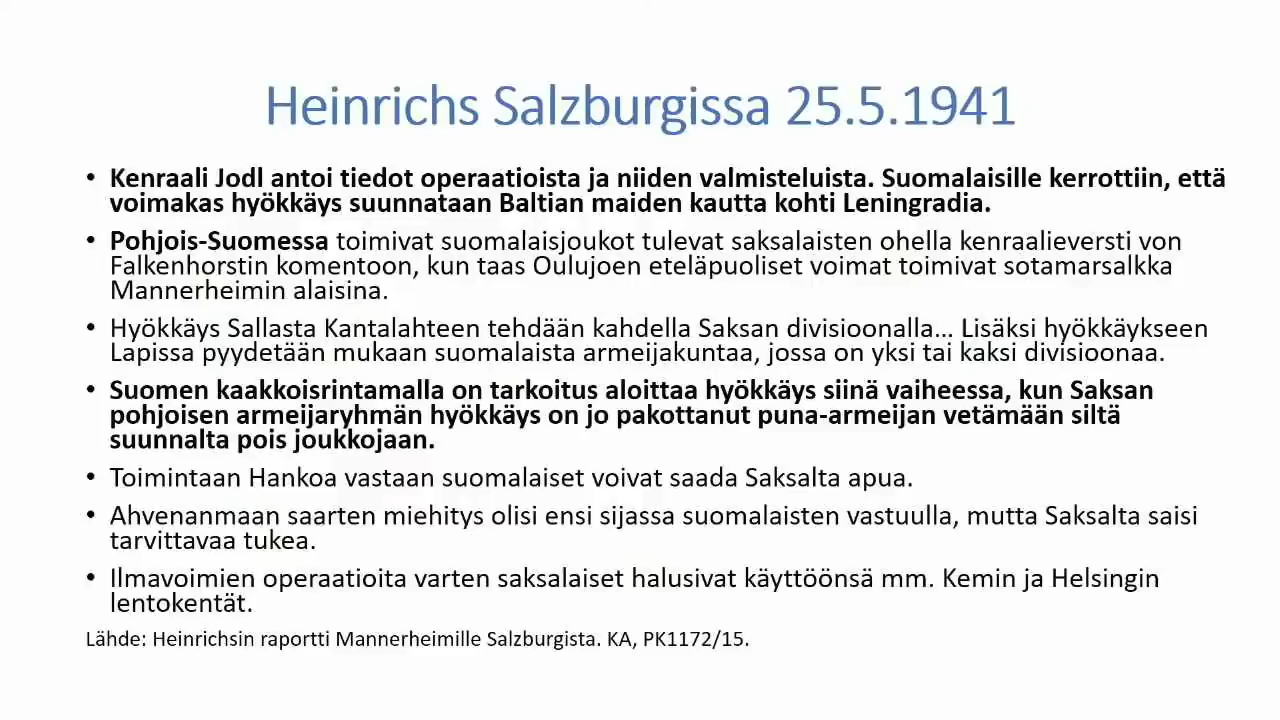 Heinrichs Salzburgissa 25.5.1941
• Kenraali Jodl antoi tiedot operaatioista ja niiden valmisteluista. Suomalaisille kerrottiin, että
voimakas hyökkäys suunnataan Baltian maiden kautta kohti Leningradia.
• Pohjois-Suomessa toimivat suomalaisjoukot tulevat saksalaisten ohella kenraalieversti von
Falkenhorstin komentoon, kun taas Oulujoen eteläpuoliset voimat toimivat sotamarsalkka
Mannerheimin alaisina.
• Hyökkäys Sallasta Kantalahteen tehdään kahdella Saksan divisioonalla… Lisäksi hyökkäykseen
Lapissa pyydetään mukaan suomalaista armeijakuntaa, jossa on yksi tai kaksi divisioonaa.
• Suomen kaakkoisrintamalla on tarkoitus aloittaa hyökkäys siinä vaiheessa, kun Saksan
pohjoisen armeijaryhmän hyökkäys on jo pakottanut puna-armeijan vetämään siltä
suunnalta pois joukkojaan.
• Toimintaan Hankoa vastaan suomalaiset voivat saada Saksalta apua.
• Ahvenanmaan saarten miehitys olisi ensi sijassa suomalaisten vastuulla, mutta Saksalta saisi
tarvittavaa tukea.
• Ilmavoimien operaatioita varten saksalaiset halusivat käyttöönsä mm. Kemin ja Helsingin
lentokentät.
Lähde: Heinrichsin raportti Mannerheimille Salzburgista. KA, PK1172/15.